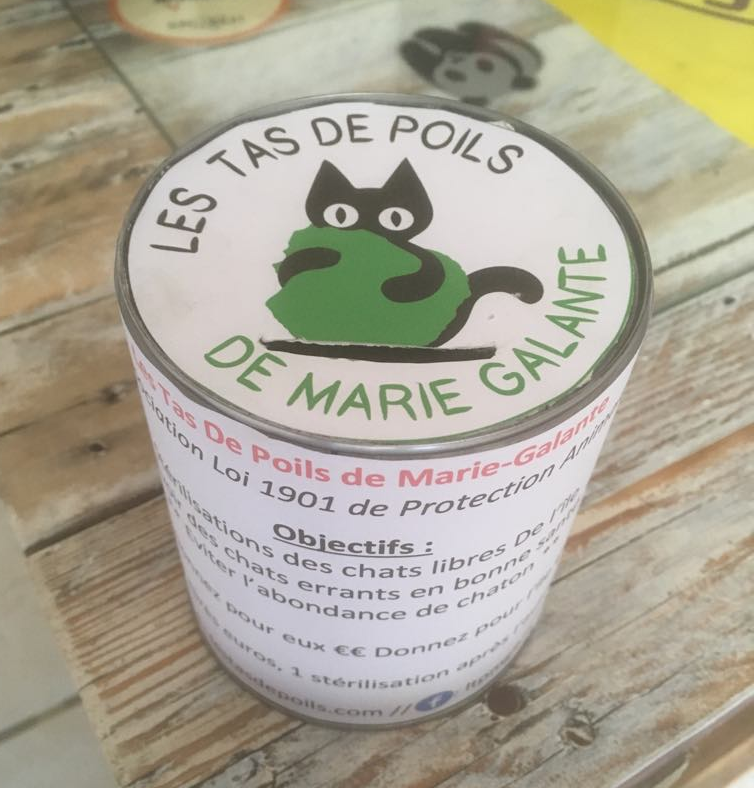 LES TAS DE POILS
DE MARIE GALANTE
Les Tas De Poils de Marie-Galante
Loi 1901 de Protection
Objectifs :
des chats libres De l'île
des chats errants en bonne
Eviter l'abondance de chaton
pour eux €€ Donnez pour
euros, 1 stérilisation après
tasdepoils.com // f